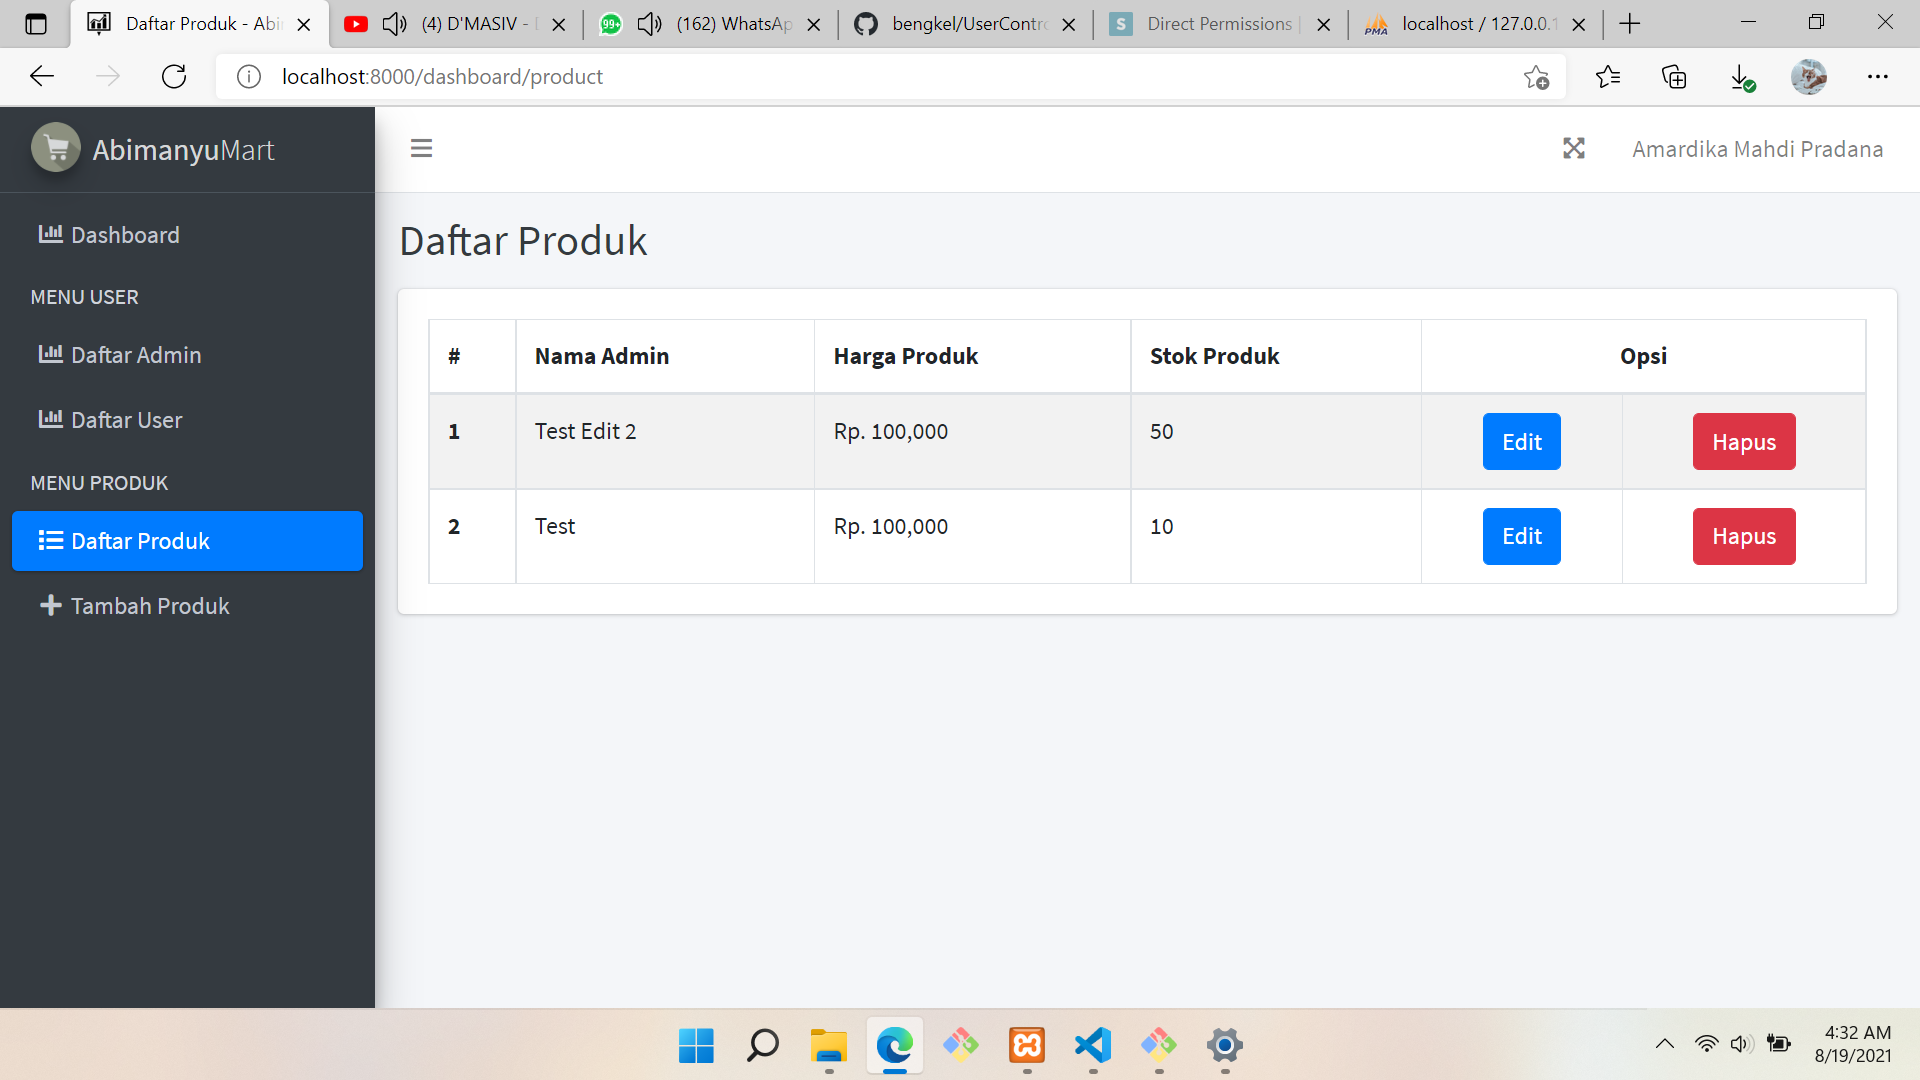 Daftar Produk - Abi
(4) D'MASIV -
99+
(162) WhatsAp
bengkel/UserContr
S
Direct Permissions |
PMA
localhost / 127.0.0.1
localhost:8000/dashboard/product
AbimanyuMart
Amardika Mahdi Pradana
Dashboard
MENU USER
Daftar Admin
Daftar User
MENU PRODUK
Daftar Produk
Tambah Produk
Daftar Produk
# Nama Admin Harga Produk Stok Produk Opsi
1 Test Edit 2 Rp. 100,000 50 Edit Hapus
2 Test Rp. 100,000 10 Edit Hapus
4:32 AM
8/19/2021